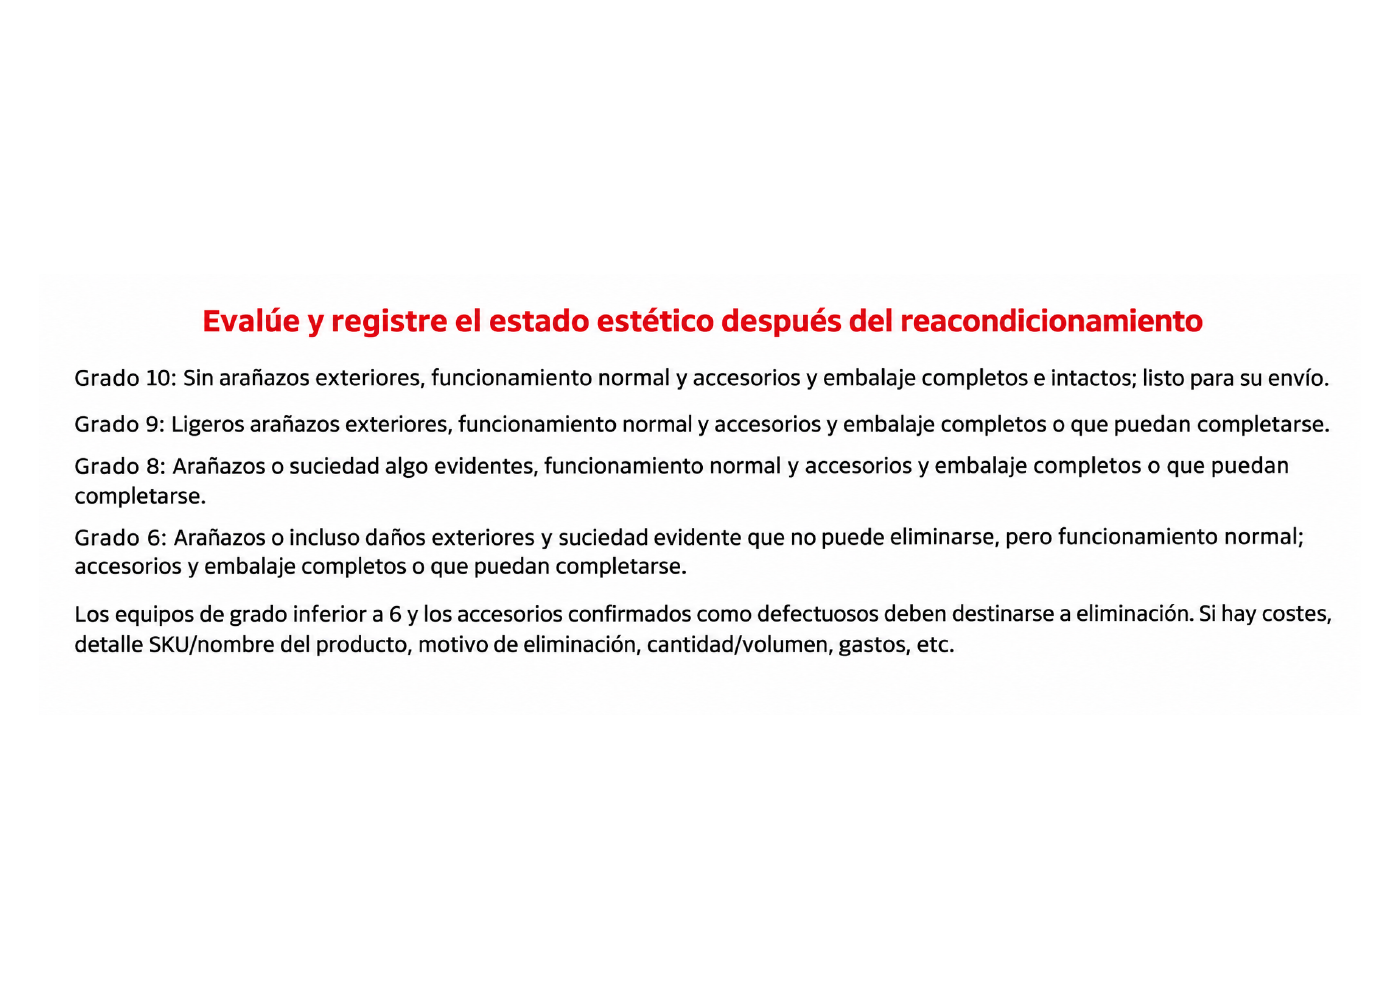 Evalúe y registre el estado estético después del reacondicionamiento
Grado 10: Sin arañazos exteriores, funcionamiento normal y accesorios y embalaje completos e intactos; listo para su envío.
Grado 9: Ligeros arañazos exteriores, funcionamiento normal y accesorios y embalaje completos o que puedan completarse.
Grado 8: Arañazos o suciedad algo evidentes, funcionamiento normal y accesorios y embalaje completos o que puedan
completarse.
Grado 6: Arañazos o incluso daños exteriores y suciedad evidente que no puede eliminarse, pero funcionamiento normal;
accesorios y embalaje completos o que puedan completarse.
Los equipos de grado inferior a 6 y los accesorios confirmados como defectuosos deben destinarse a eliminación. Si hay costes,
detalle SKU/nombre del producto, motivo de eliminación, cantidad/volumen, gastos, etc.